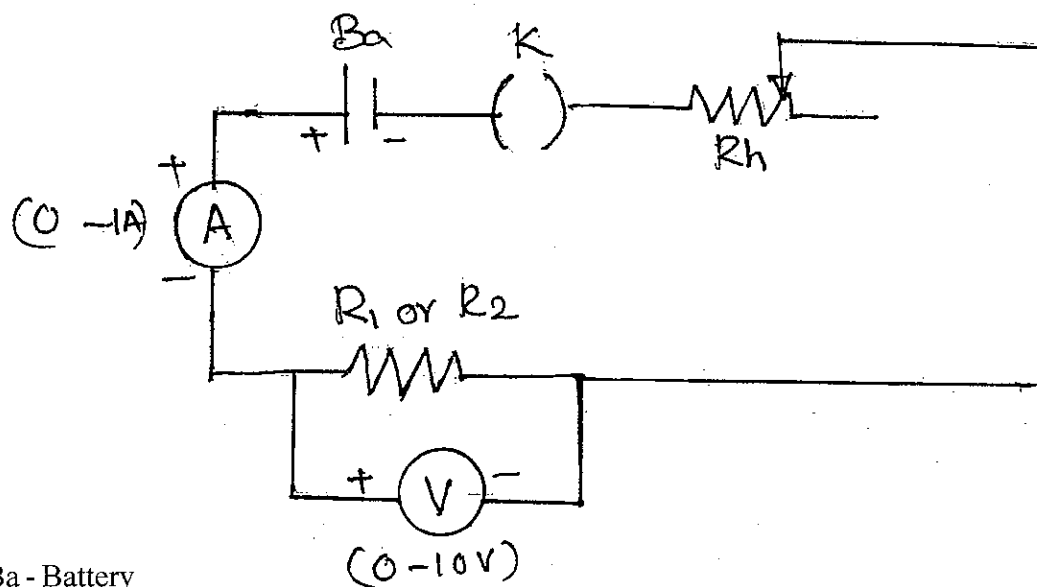 Ba
K
+ -
Rh
+
(0 -1A) A
-
R1 or R2
+ V -
(0-10V)
Ba - Battery